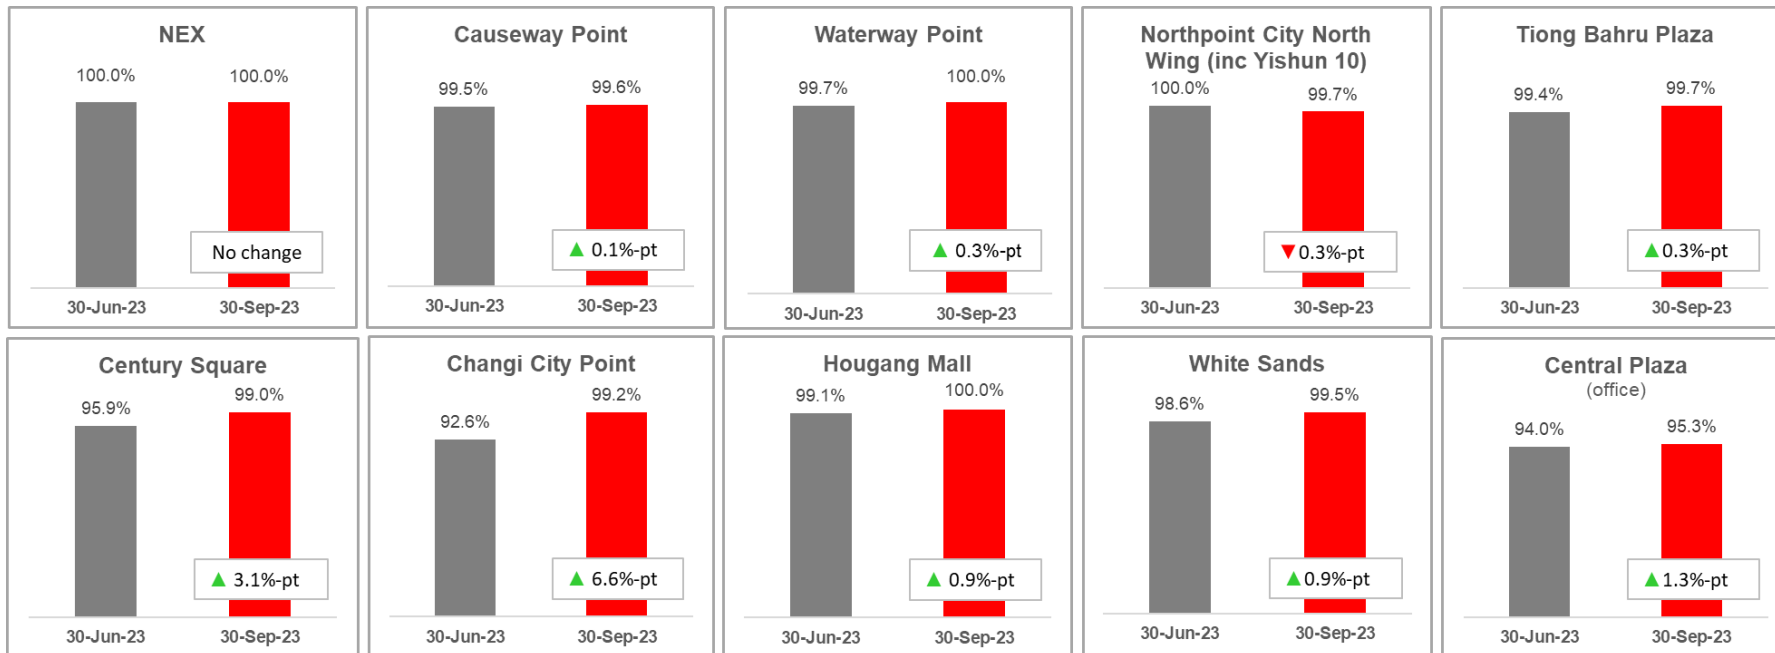 NEX
100.0%
100.0%
No change
30-Jun-23
30-Sep-23
Causeway Point
99.5%
99.6%
▲ 0.1%-pt
30-Jun-23
30-Sep-23
Waterway Point
99.7%
100.0%
▲ 0.3%-pt
30-Jun-23
30-Sep-23
Northpoint City North
Wing (inc Yishun 10)
100.0%
99.7%
▼ 0.3%-pt
30-Jun-23
30-Sep-23
Tiong Bahru Plaza
99.4%
99.7%
▲ 0.3%-pt
30-Jun-23
30-Sep-23
Century Square
95.9%
99.0%
▲ 3.1%-pt
30-Jun-23
30-Sep-23
Changi City Point
92.6%
99.2%
▲ 6.6%-pt
30-Jun-23
30-Sep-23
Hougang Mall
99.1%
100.0%
▲ 0.9%-pt
30-Jun-23
30-Sep-23
White Sands
98.6%
99.5%
▲ 0.9%-pt
30-Jun-23
30-Sep-23
Central Plaza
(office)
94.0%
95.3%
▲ 1.3%-pt
30-Jun-23
30-Sep-23